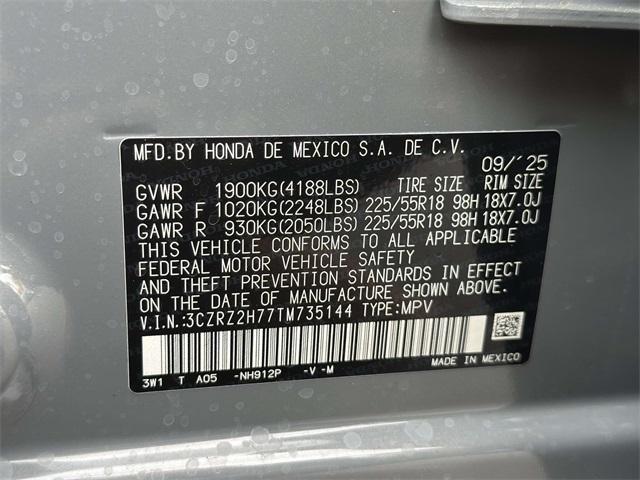 MFD.BY HONDA DE MEXICO S.A. DE C.V.
09/'25
GVWR 1900KG(4188LBS) TIRE SIZE RIM SIZE
GAWR F 1020KG(2248LBS) 225/55R18 98H 18X7.0J
GAWR R 930KG(2050LBS) 225/55R18 98H 18X7.0J
THIS VEHICLE CONFORMS TO ALL APPLICABLE
FEDERAL MOTOR VEHICLE SAFETY
AND THEFT PREVENTION STANDARDS IN EFFECT
ON THE DATE OF MANUFACTURE SHOWN ABOVE.
V.I.N.:3CZRZ2H77TM735144 TYPE:MPV
3W1 T A05 -NH912P -V -M MADE IN MEXICO